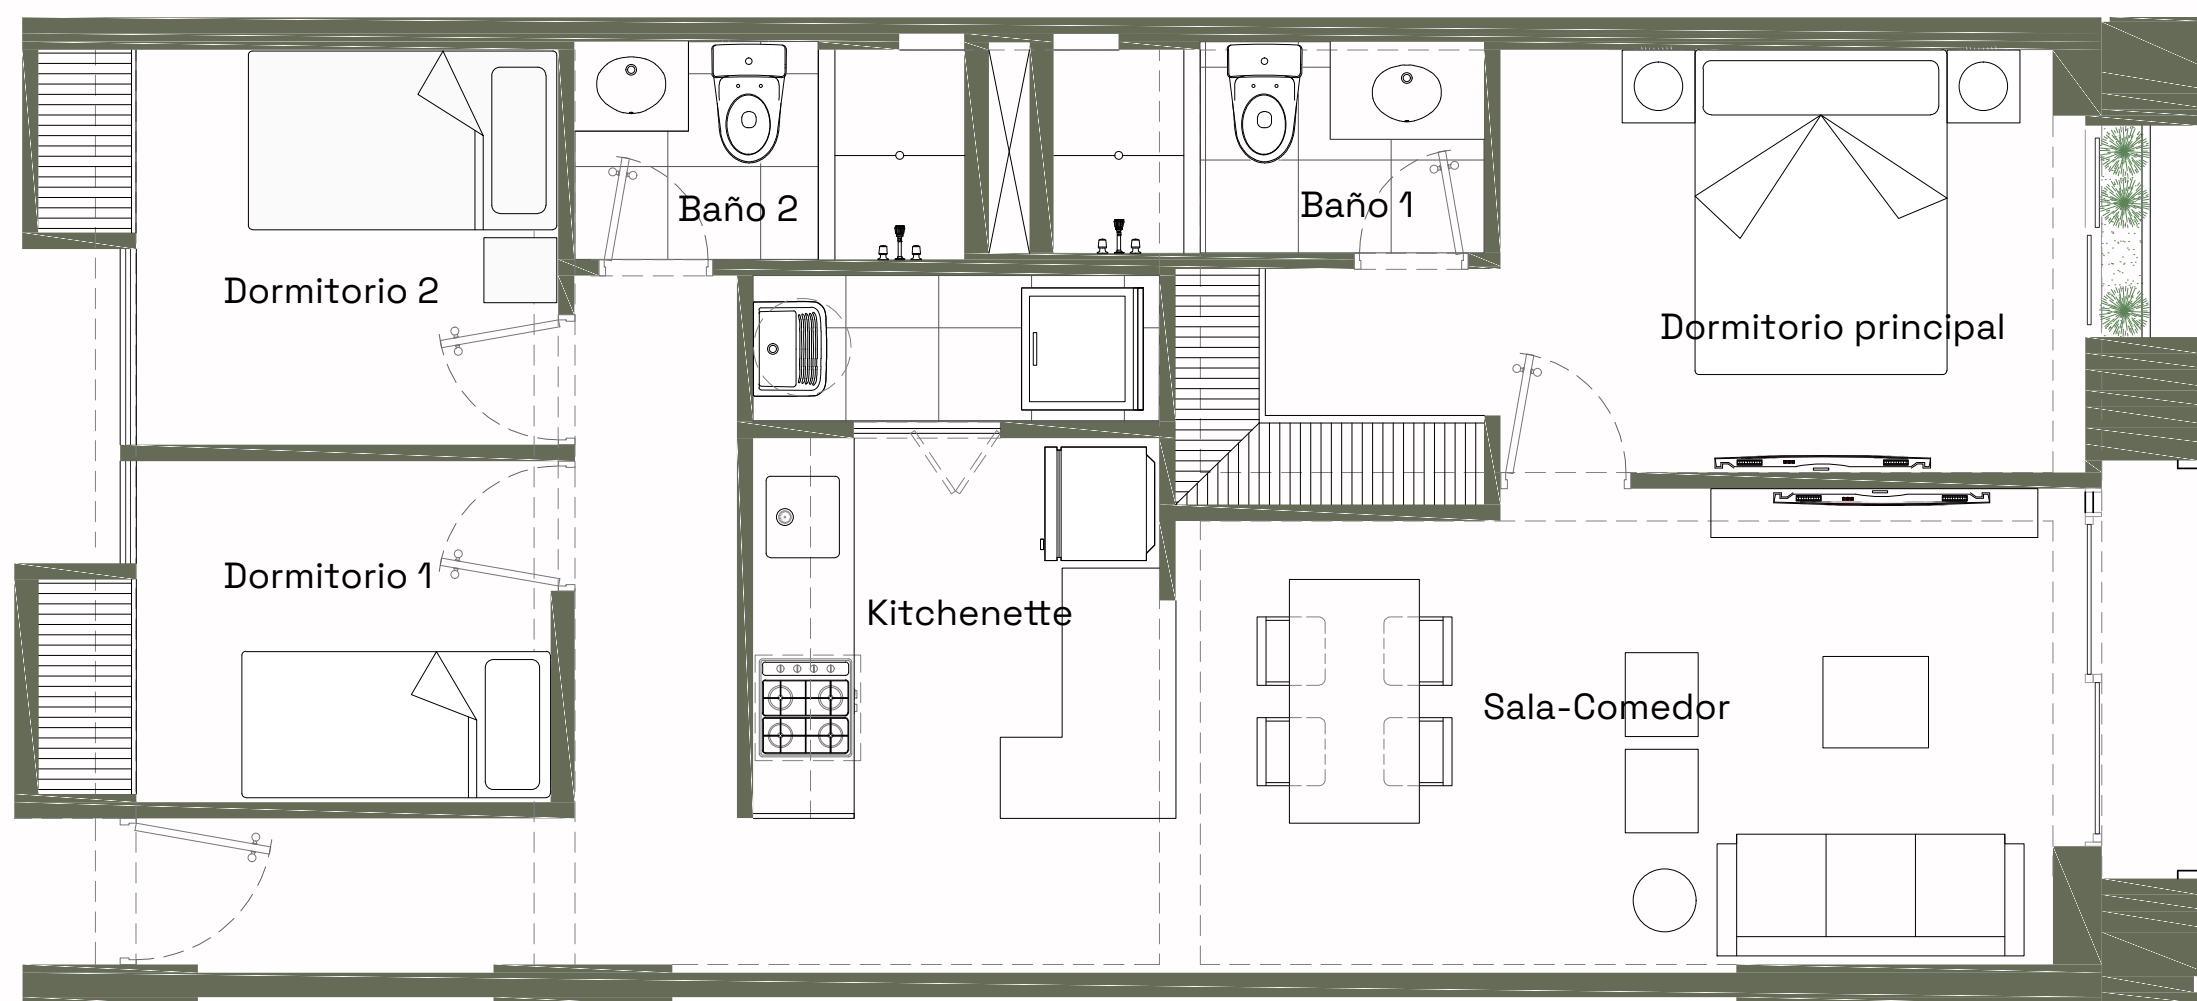 Baño 2
Baño 1
Dormitorio 2
Dormitorio principal
Dormitorio 1
Kitchenette
Sala-Comedor